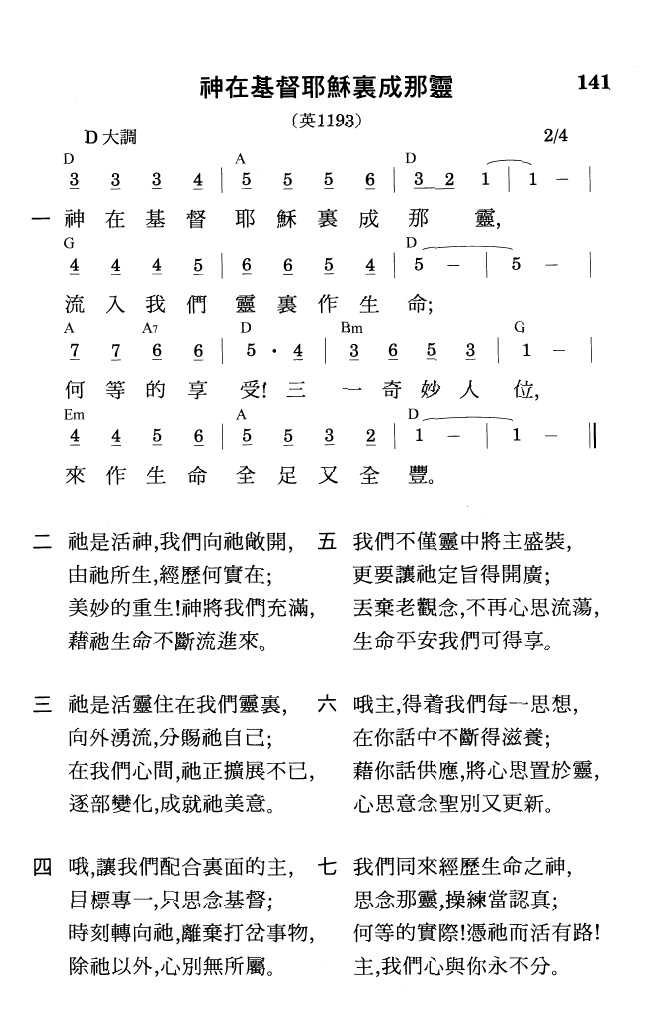 神在基督耶穌裏成那靈 141
(英1193)
D 大調 2/4
D A D
3 3 3 4 | 5 5 5 6 | 3 2 1 | 1 – |
一 神在基督耶穌裏成那靈,
G D
4 4 4 5 | 6 6 5 4 | 5 – | 5 – |
流入我們靈裏作生命;
A A7 D Bm G
7 7 6 6 | 5 · 4 | 3 6 5 3 | 1 – |
何等的享受!三一奇妙人位,
Em A D
4 4 5 6 | 5 5 3 2 | 1 – | 1 – ‖
來作生命全足又全豐。
二 祂是活神,我們向祂敞開,
由祂所生,經歷何實在;
美妙的重生!神將我們充滿,
藉祂生命不斷流進來。
三 祂是活靈住在我們靈裏,
向外湧流,分賜祂自己;
在我們心間,祂正擴展不已,
逐部變化,成就祂美意。
四 哦,讓我們配合裏面的主,
目標專一,只思念基督;
時刻轉向祂,離棄打岔事物,
除祂以外,心別無所屬。
五 我們不僅靈中將主盛裝,
更要讓祂定旨得開廣;
丟棄老觀念,不再心思流蕩,
生命平安我們可得享。
六 哦主,得着我們每一思想,
在你話中不斷得滋養;
藉你話供應,將心思置於靈,
心思意念聖別又更新。
七 我們同來經歷生命之神,
思念那靈,操練當認真;
何等的實際!憑祂而活有路!
主,我們心與你永不分。